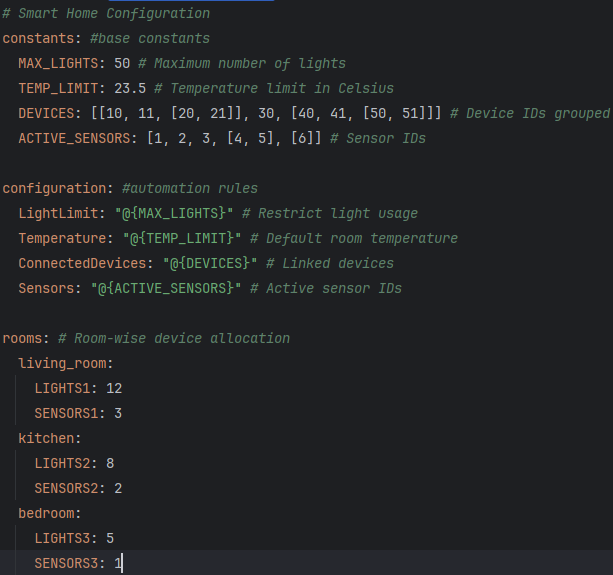 # Smart Home Configuration
constants: #base constants
  MAX_LIGHTS: 50 # Maximum number of lights
  TEMP_LIMIT: 23.5 # Temperature limit in Celsius
  DEVICES: [[10, 11, [20, 21]], 30, [40, 41, [50, 51]]] # Device IDs grouped
  ACTIVE_SENSORS: [1, 2, 3, [4, 5], [6]] # Sensor IDs

configuration: #automation rules
  LightLimit: "@{MAX_LIGHTS}" # Restrict light usage
  Temperature: "@{TEMP_LIMIT}" # Default room temperature
  ConnectedDevices: "@{DEVICES}" # Linked devices
  Sensors: "@{ACTIVE_SENSORS}" # Active sensor IDs

rooms: # Room-wise device allocation
  living_room:
    LIGHTS1: 12
    SENSORS1: 3
  kitchen:
    LIGHTS2: 8
    SENSORS2: 2
  bedroom:
    LIGHTS3: 5
    SENSORS3: 1